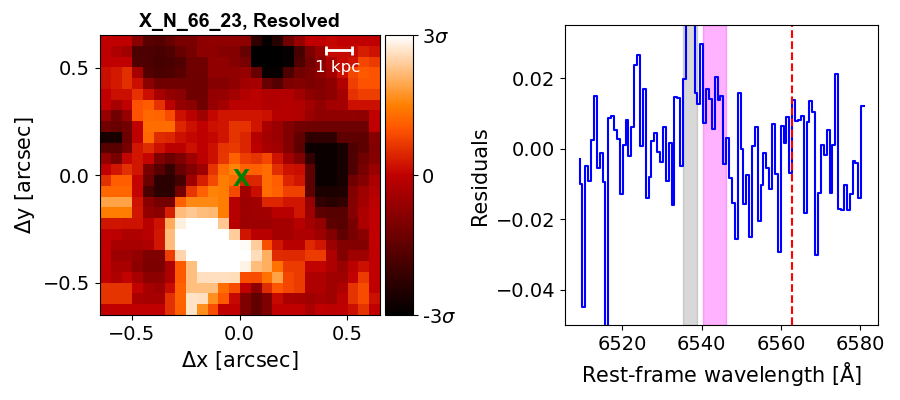 X_N_66_23, Resolved
1 kpc
X
3σ
0
-3σ
0.5
0.0
−0.5
−0.5
0.0
0.5
Δy [arcsec]
Δx [arcsec]
0.02
0.00
−0.02
−0.04
Residuals
6520
6540
6560
6580
Rest-frame wavelength [Å]